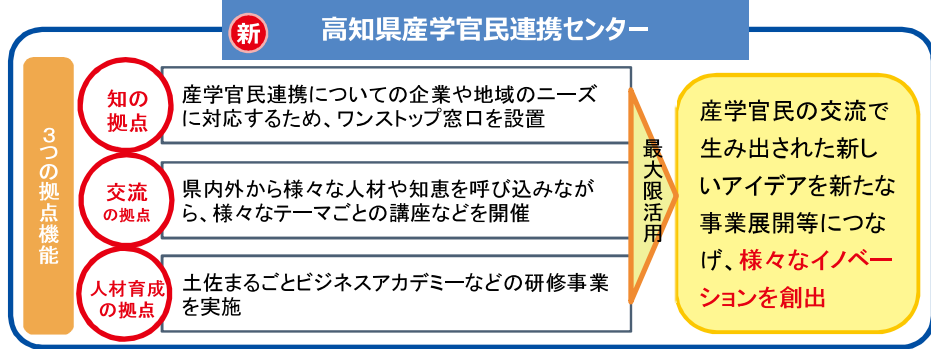 新 高知県産学官民連携センター
3つの拠点機能
知の
拠点
産学官民連携についての企業や地域のニーズ
に対応するため、ワンストップ窓口を設置
交流
の拠点
県内外から様々な人材や知恵を呼び込みなが
ら、様々なテーマごとの講座などを開催
人材育成
の拠点
土佐まるごとビジネスアカデミーなどの研修事業
を実施
最大限活用
産学官民の交流で
生み出された新し
いアイデアを新たな
事業展開等につな
げ、様々なイノベー
ションを創出